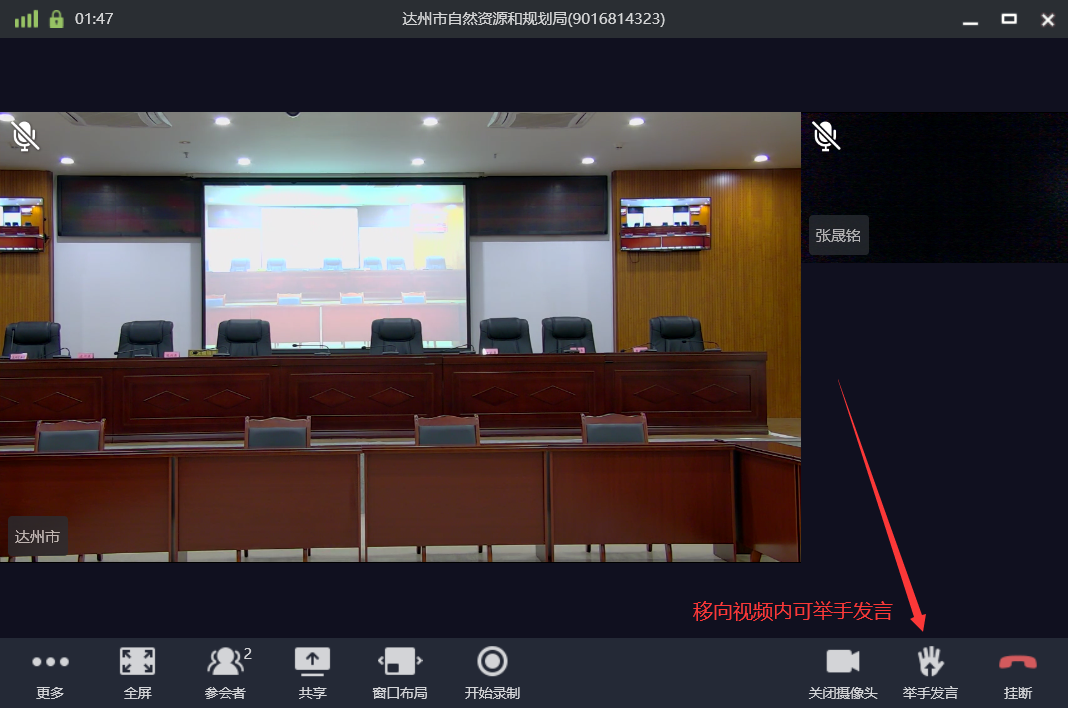 01:47
达州市自然资源和规划局(9016814323)
张晟铭
达州市
移向视频内可举手发言
2
更多
全屏
参会者
共享
窗口布局
开始录制
关闭摄像头
举手发言
挂断